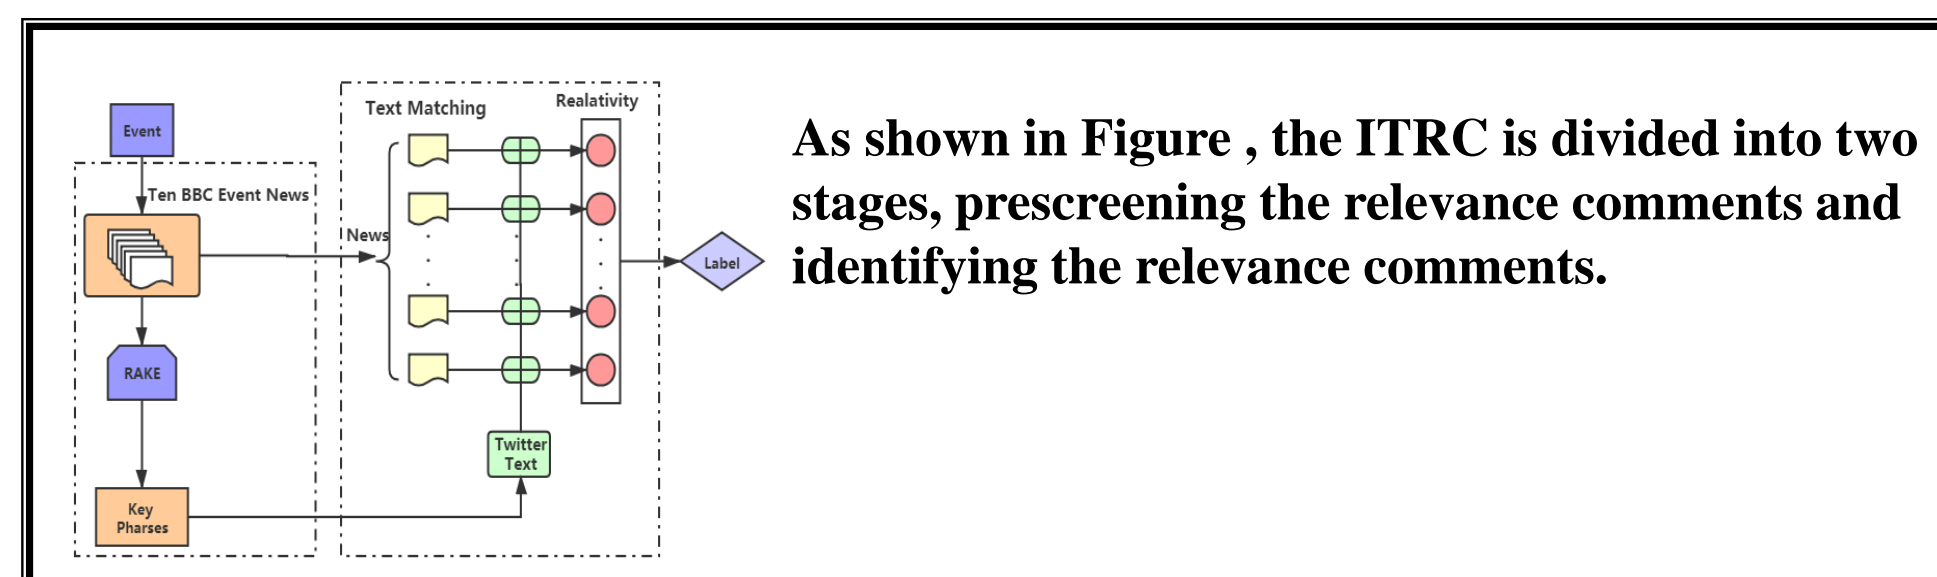 Event
Ten BBC Event News
RAKE
Key
Pharses
News
Text Matching
Realativity
Twitter
Text
Label
As shown in Figure , the ITRC is divided into two
stages, prescreening the relevance comments and
identifying the relevance comments.